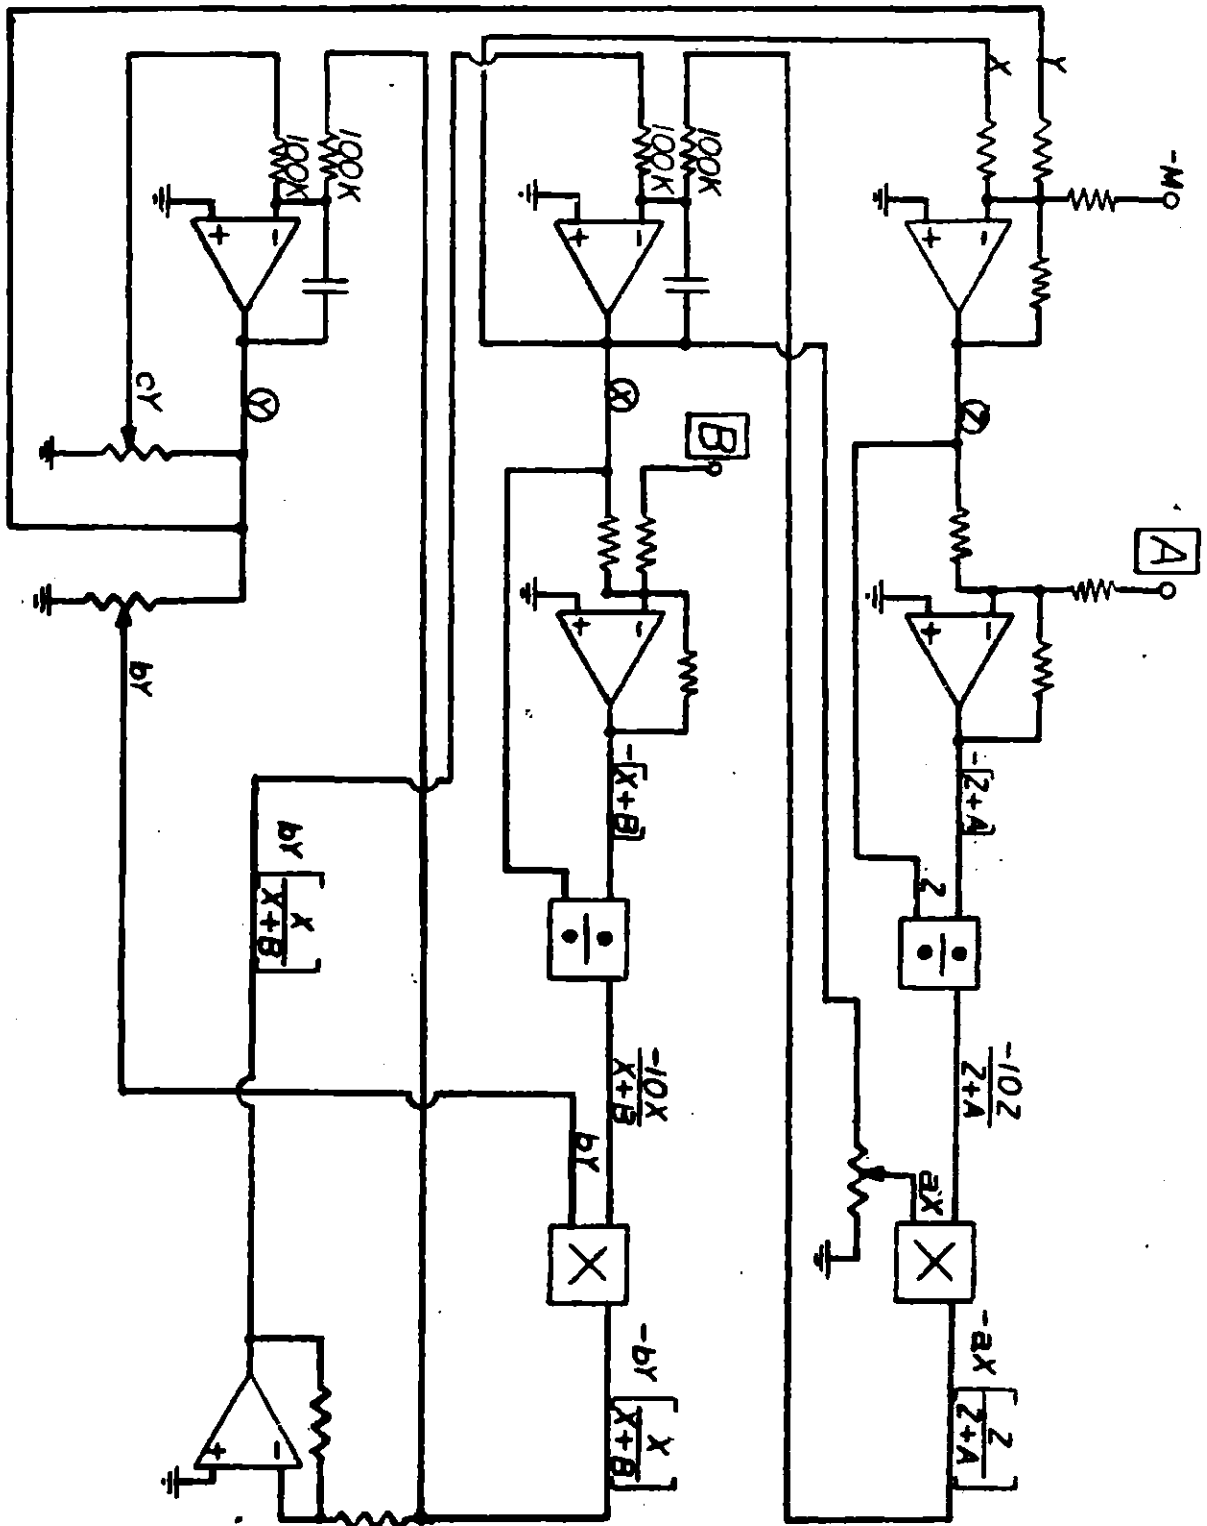 -M
Y
X
+
-
Z
A
+
-
-[Z+A]
Z
÷
-10Z
Z+A
aX
X
-aX [Z
Z+A]
100K
100K
+
-
X
B
+
-
-[X+B]
÷
-10X
X+B
bY
X
-bY [X
X+B]
100K
100K
+
-
Y
cY
bY
bY [X
X+B]
+
-